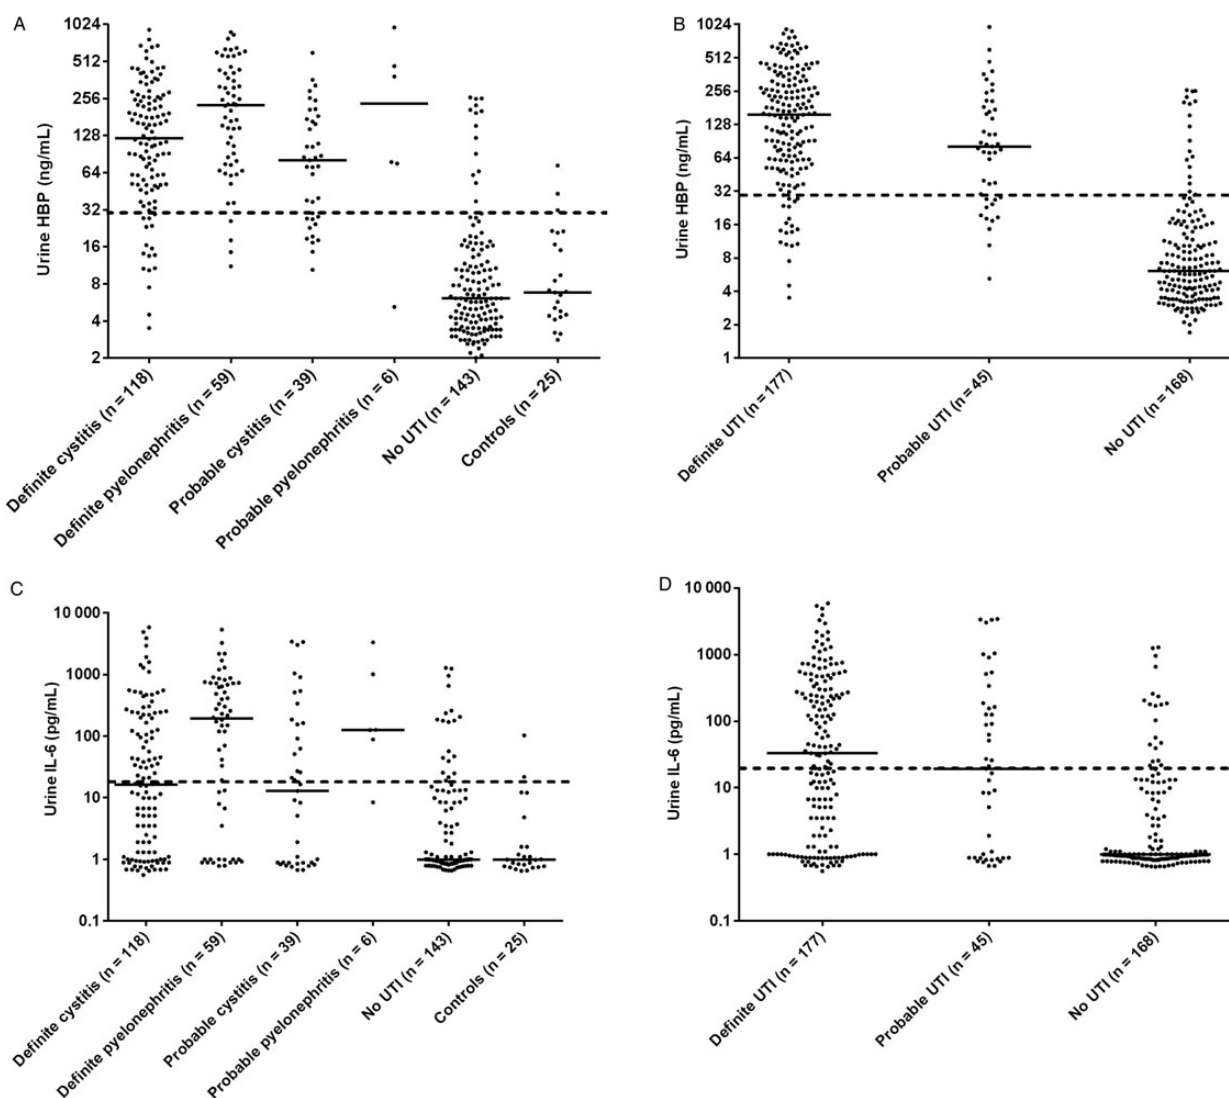 A
Urine HBP (ng/mL)
1024
512
256
128
64
32
16
8
4
2
Definite cystitis (n = 118)
Definite pyelonephritis (n = 59)
Probable cystitis (n = 39)
Probable pyelonephritis (n = 6)
No UTI (n = 143)
Controls (n = 25)
B
Urine HBP (ng/mL)
1024
512
256
128
64
32
16
8
4
2
1
Definite UTI (n = 177)
Probable UTI (n = 45)
No UTI (n = 168)
C
Urine IL-6 (pg/mL)
10 000
1000
100
10
1
0.1
Definite cystitis (n = 118)
Definite pyelonephritis (n = 59)
Probable cystitis (n = 39)
Probable pyelonephritis (n = 6)
No UTI (n = 143)
Controls (n = 25)
D
Urine IL-6 (pg/mL)
10 000
1000
100
10
1
0.1
Definite UTI (n = 177)
Probable UTI (n = 45)
No UTI (n = 168)